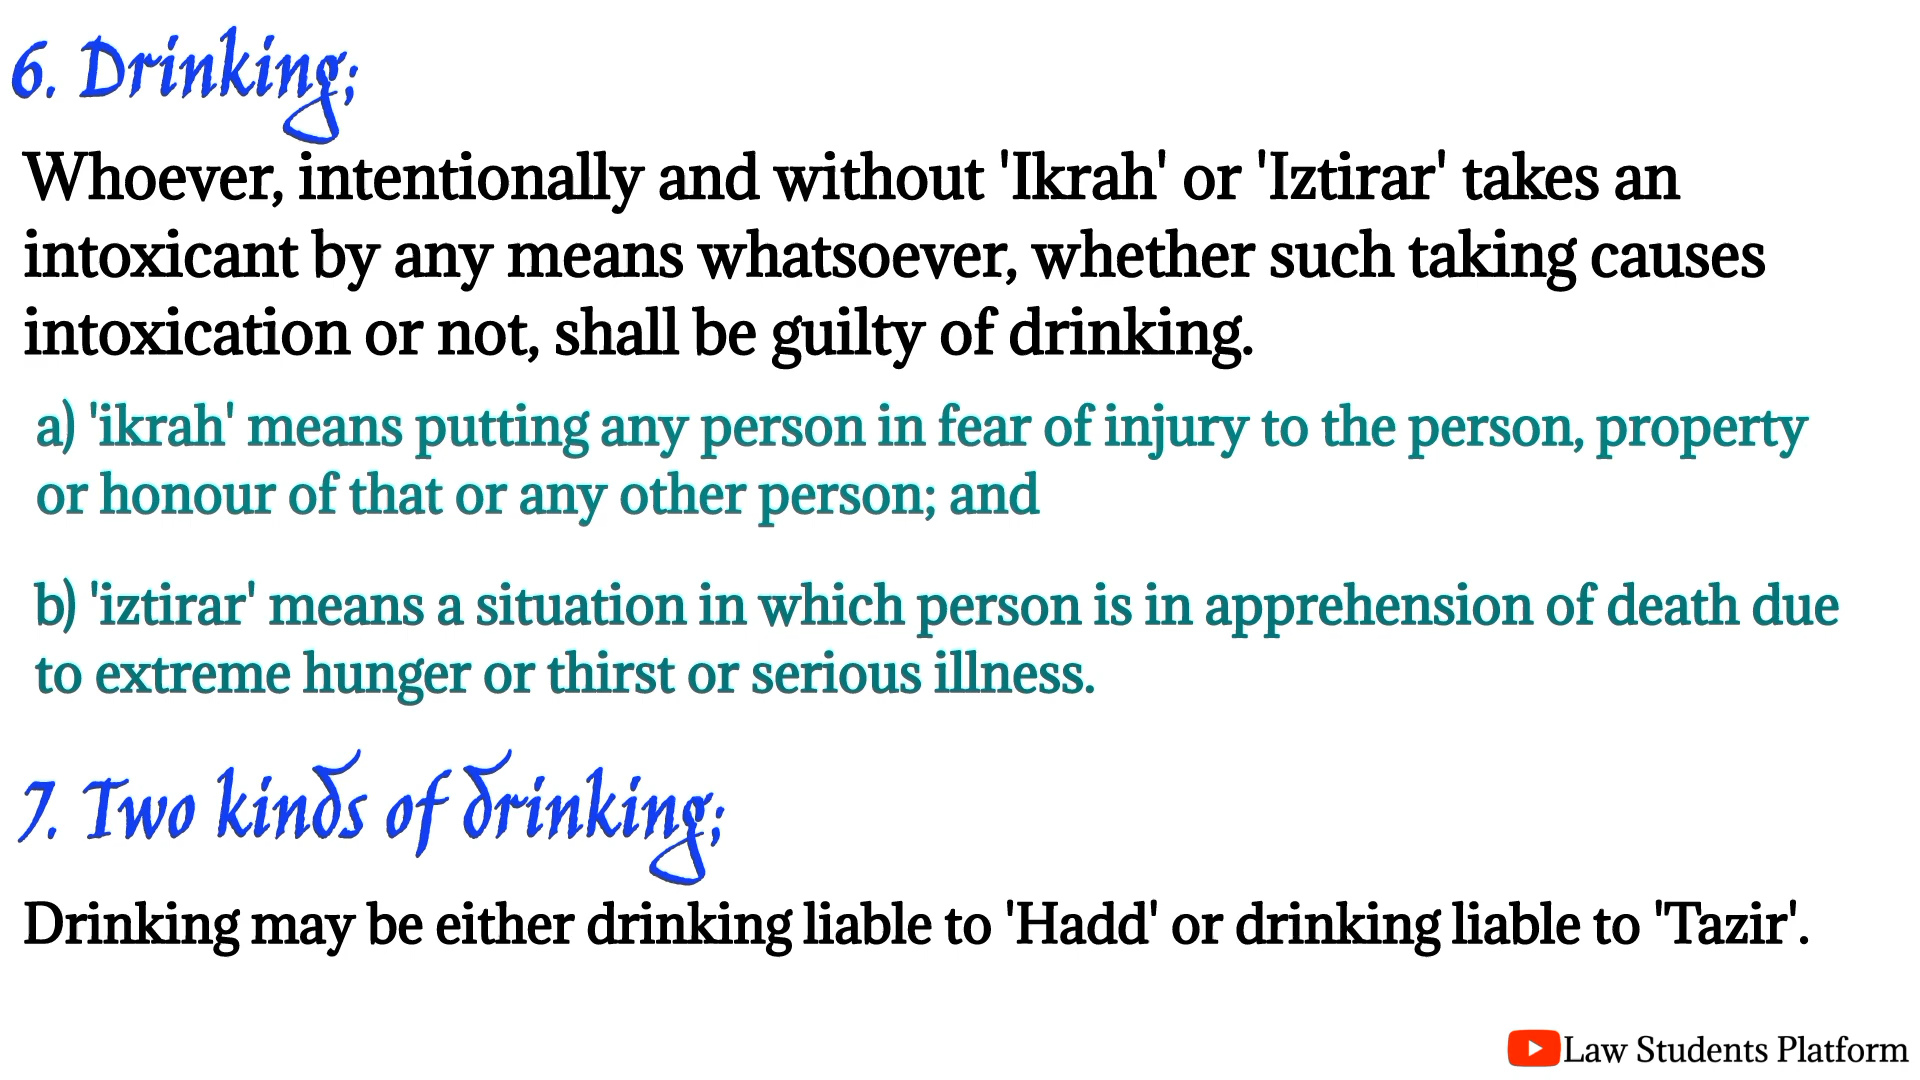 6. Drinking;
Whoever, intentionally and without 'Ikrah' or 'Iztirar' takes an
intoxicant by any means whatsoever, whether such taking causes
intoxication or not, shall be guilty of drinking.
a) 'ikrah' means putting any person in fear of injury to the person, property
or honour of that or any other person; and
b) 'iztirar' means a situation in which person is in apprehension of death due
to extreme hunger or thirst or serious illness.
7. Two kinds of drinking;
Drinking may be either drinking liable to 'Hadd' or drinking liable to 'Tazir'.
Law Students Platform